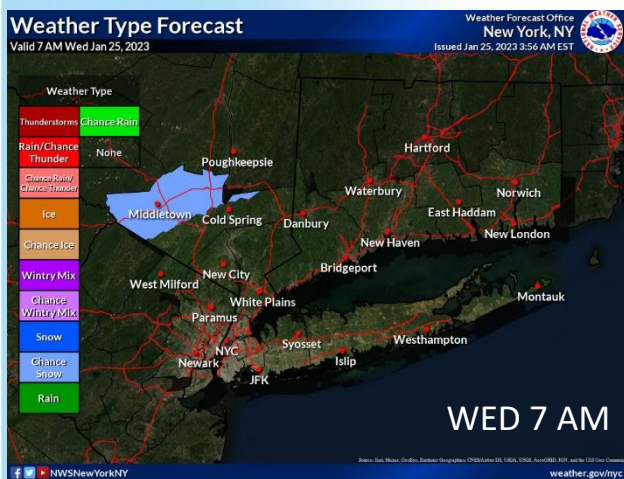 Weather Type Forecast
Valid 7 AM Wed Jan 25, 2023
Weather Forecast Office
New York, NY
Issued Jan 25, 2023 3:56 AM EST
Weather Type
Thunderstorms
Chance Rain
Rain/Chance
Thunder
None
Chance Rain/
Chance Thunder
Ice
Chance Ice
Wintry Mix
Chance
Wintry Mix
Snow
Chance
Snow
Rain
Poughkeepsie
Hartford
Waterbury
Norwich
Middletown
Cold Spring
Danbury
East Haddam
New Haven
New London
Bridgeport
New City
West Milford
White Plains
Montauk
Paramus
Syosset
Westhampton
NYC
Newark
Islip
JFK
WED 7 AM
NWSNewYorkNY
weather.gov/nyc